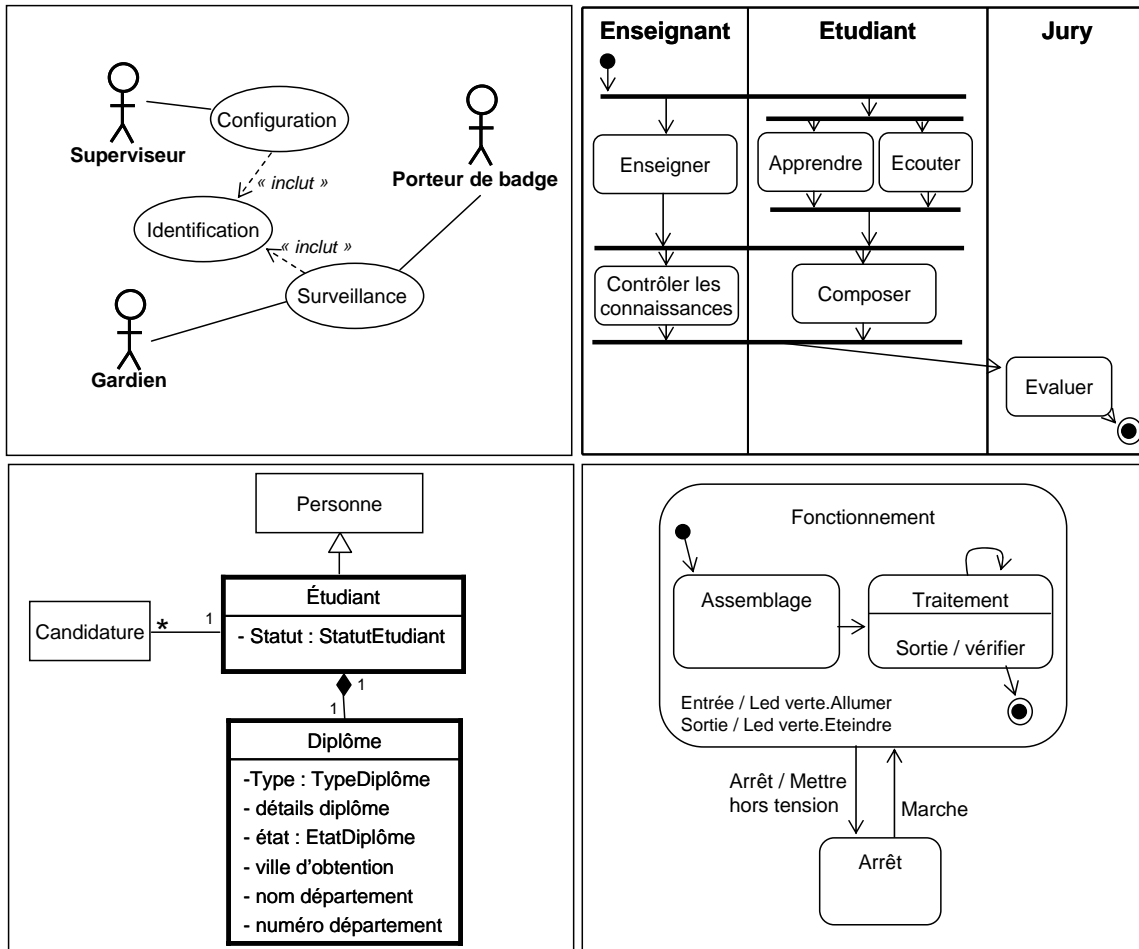 Configuration
Superviseur
« inclut »
Porteur de badge
Identification
« inclut »
Surveillance
Gardien
Enseignant
Etudiant
Jury
Enseigner
Apprendre
Ecouter
Contrôler les
connaissances
Composer
Evaluer
Personne
Étudiant
- Statut : StatutEtudiant
Candidature
*
1
1
1
Diplôme
-Type : TypeDiplôme
- détails diplôme
- état : EtatDiplôme
- ville d'obtention
- nom département
- numéro département
Fonctionnement
Assemblage
Traitement
Sortie / vérifier
Entrée / Led verte.Allumer
Sortie / Led verte.Eteindre
Arrêt / Mettre
hors tension
Marche
Arrêt